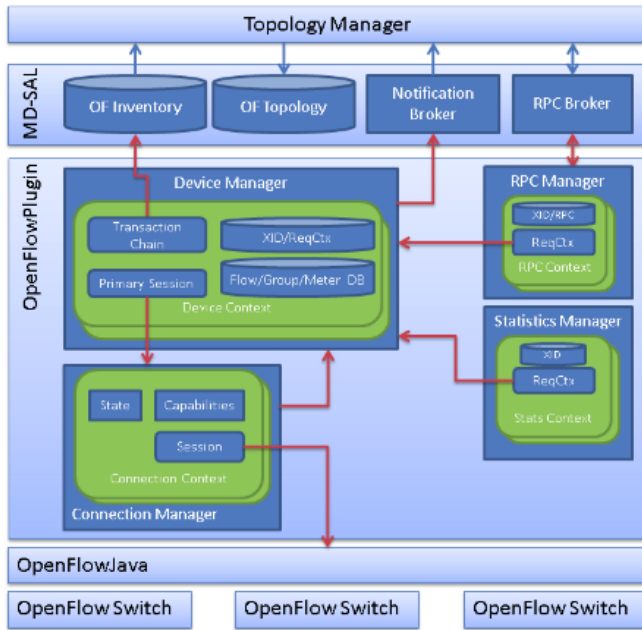 Topology Manager
MD-SAL
OF Inventory
OF Topology
Notification
Broker
RPC Broker
OpenFlowPlugin
Device Manager
Transaction
Chain
XID/ReqCtx
Primary Session
Flow/Group/Meter DB
Device Context
RPC Manager
XID/RPC
ReqCtx
RPC Context
Statistics Manager
XID
ReqCtx
Stats Context
State
Capabilities
Session
Connection Context
Connection Manager
OpenFlowJava
OpenFlow Switch
OpenFlow Switch
OpenFlow Switch